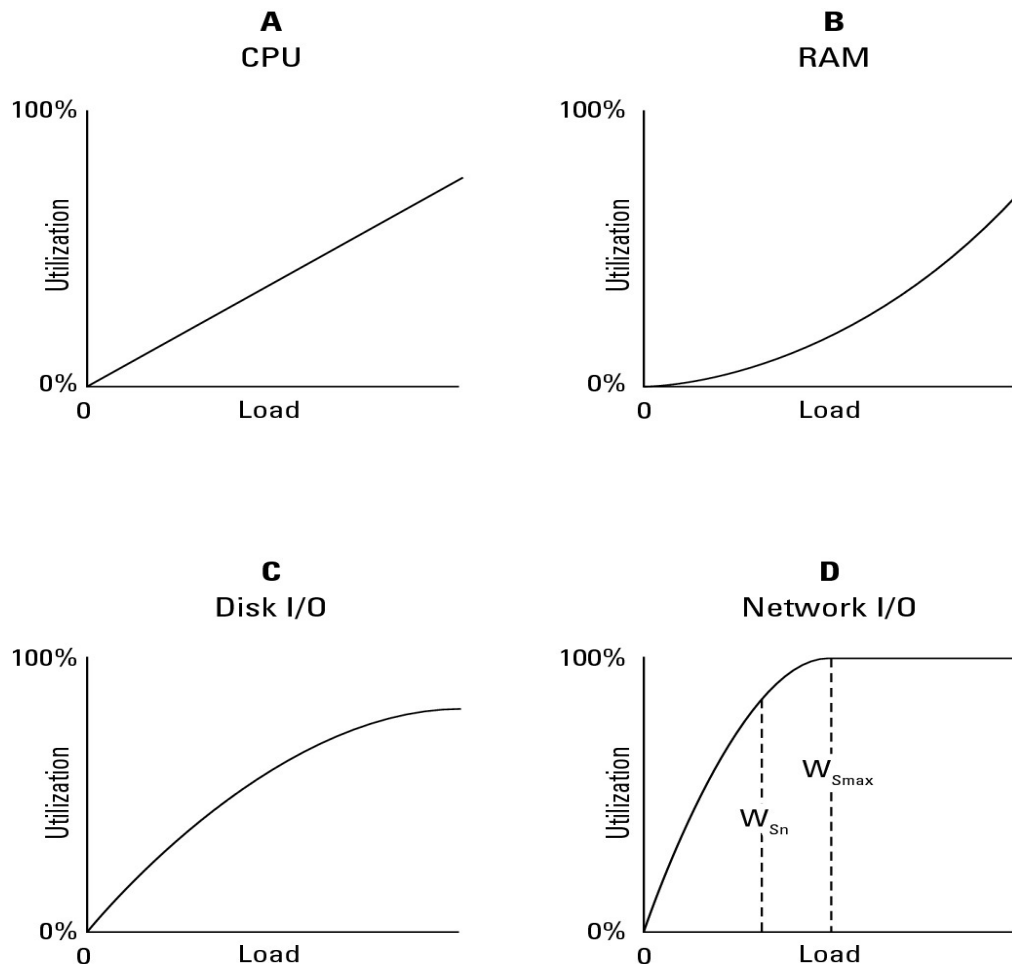 A
CPU
100%
Utilization
0%
0
Load
B
RAM
100%
Utilization
0%
0
Load
C
Disk I/O
100%
Utilization
0%
0
Load
D
Network I/O
100%
Utilization
W_Smax
W_Sn
0%
0
Load